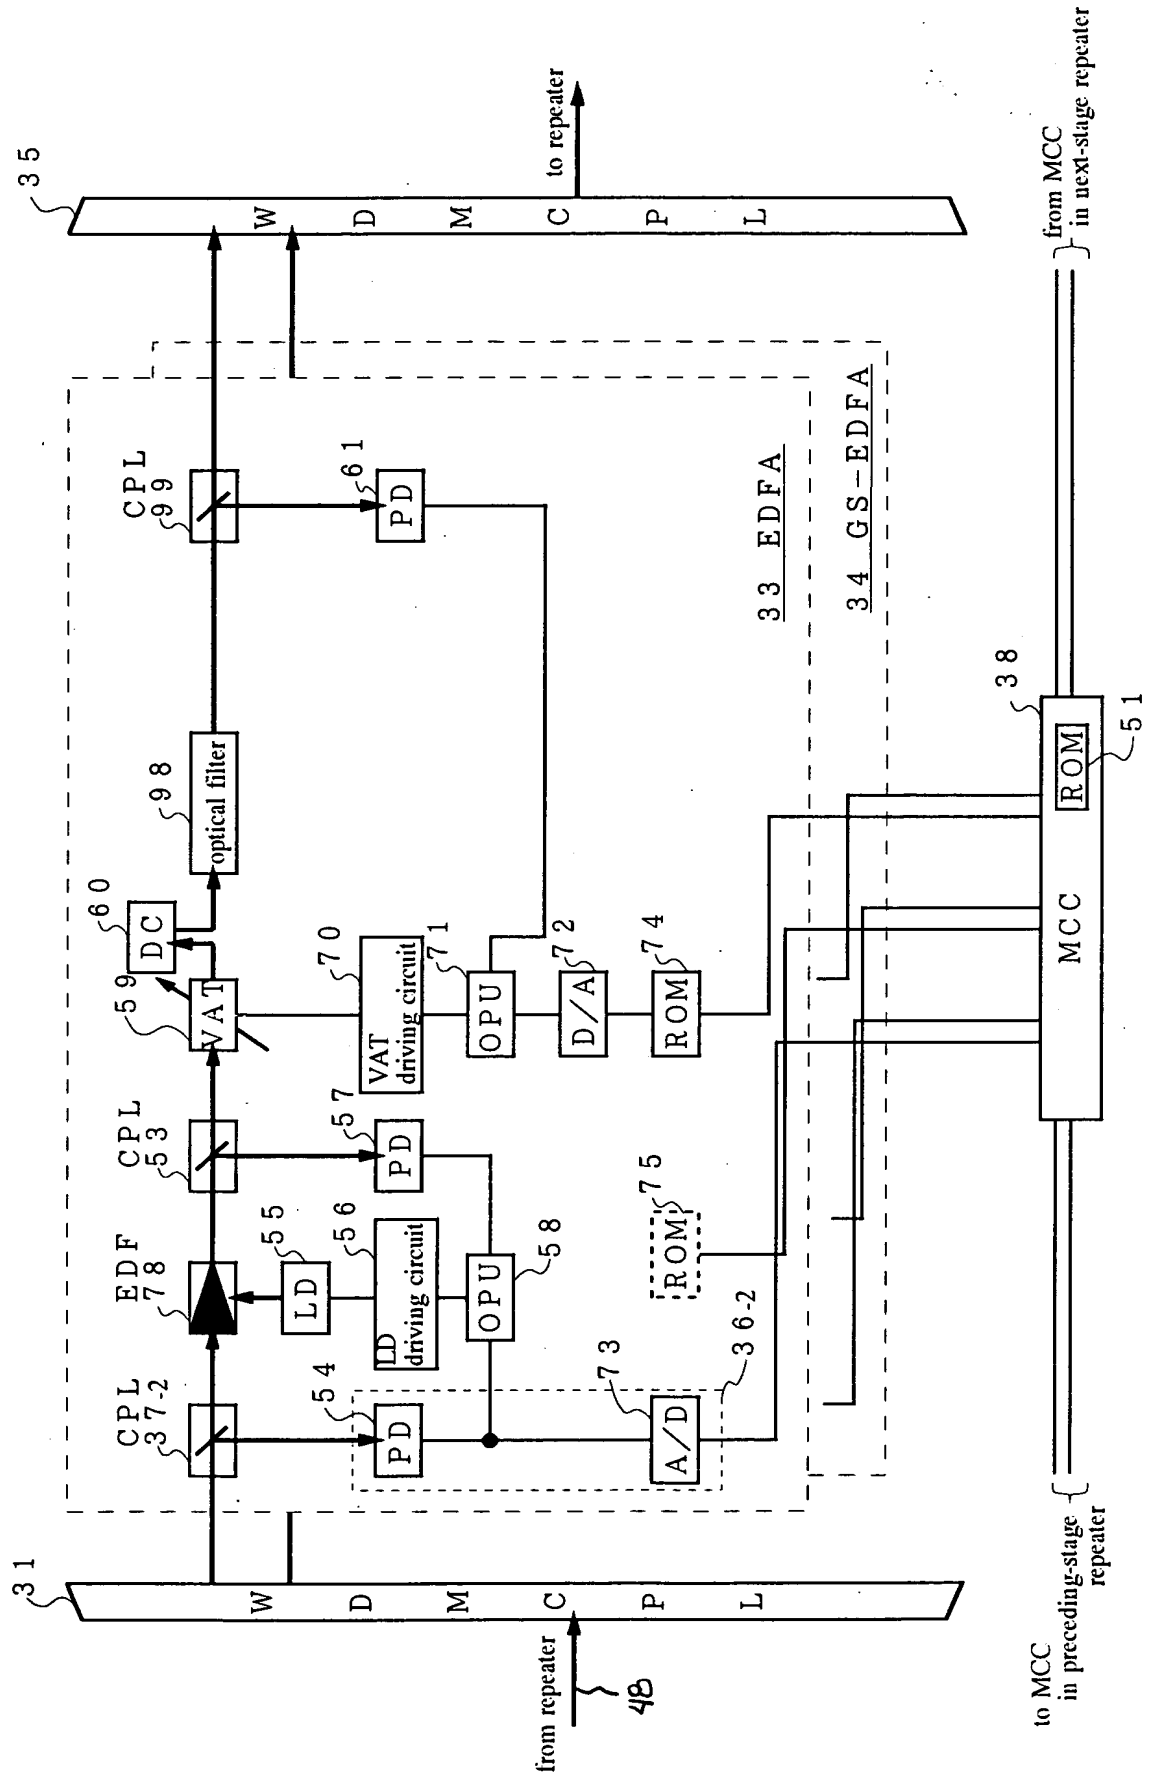 35
to repeater
W D M C P L
CPL
99
61
PD
33 EDFA
34 GS-EDFA
98
optical filter
60
DC
59
VAT
70
VAT
driving circuit
71
OPU
72
D/A
74
ROM
CPL
53
57
PD
EDF
78
55
LD
56
LD
driving circuit
OPU
58
75
ROM
36-2
CPL
37-2
54
PD
73
A/D
31
W D M C P L
from repeater
48
38
MCC
ROM
51
from MCC
in next-stage repeater
to MCC
in preceding-stage
repeater